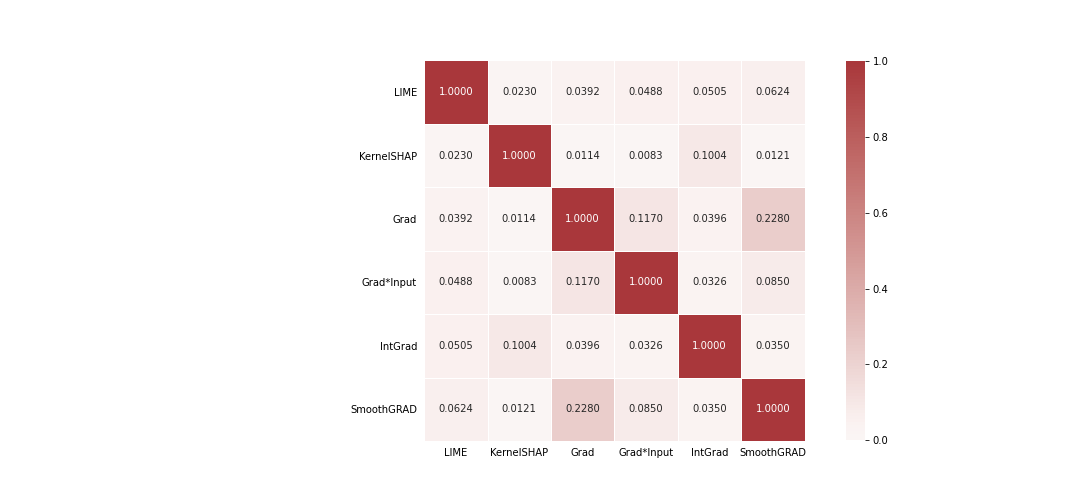 LIME 1.0000 0.0230 0.0392 0.0488 0.0505 0.0624
KernelSHAP 0.0230 1.0000 0.0114 0.0083 0.1004 0.0121
Grad 0.0392 0.0114 1.0000 0.1170 0.0396 0.2280
Grad*Input 0.0488 0.0083 0.1170 1.0000 0.0326 0.0850
IntGrad 0.0505 0.1004 0.0396 0.0326 1.0000 0.0350
SmoothGRAD 0.0624 0.0121 0.2280 0.0850 0.0350 1.0000
LIME KernelSHAP Grad Grad*Input IntGrad SmoothGRAD
1.0
0.8
0.6
0.4
0.2
0.0